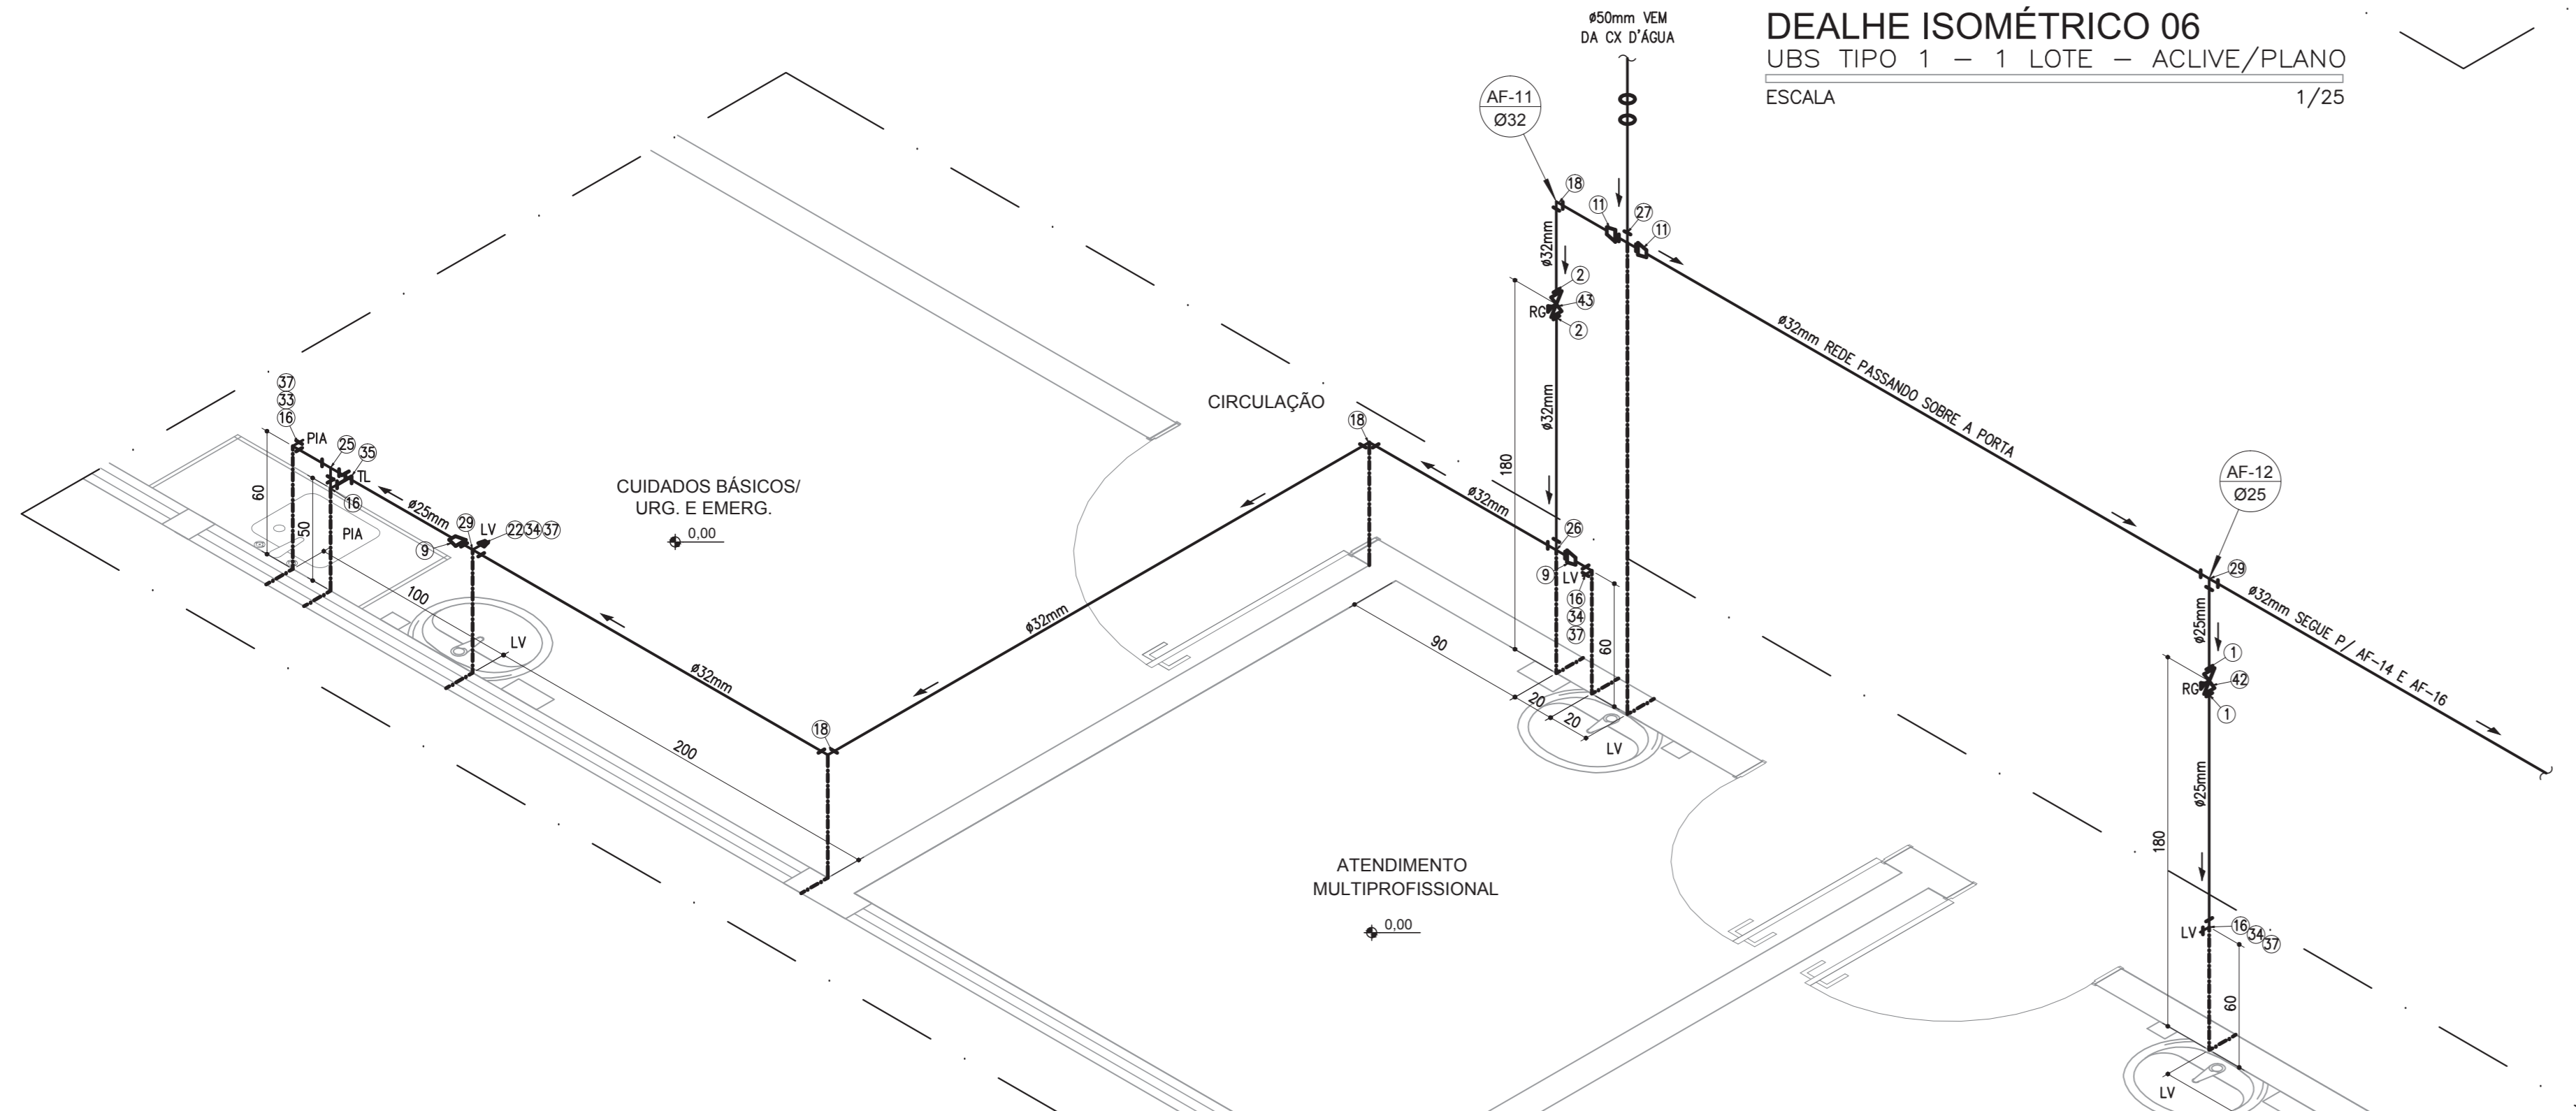 DEALHE ISOMÉTRICO 06
UBS TIPO 1 – 1 LOTE – ACLIVE/PLANO
ESCALA 1/25
ø50mm VEM
DA CX D'ÁGUA
AF-11
Ø32
18
11
27
11
ø32mm
2
RG
43
2
ø32mm
180
ø32mm REDE PASSANDO SOBRE A PORTA
AF-12
Ø25
29
ø32mm SEGUE P/ AF-14 E AF-16
ø25mm
1
RG
42
1
ø25mm
180
LV
16
34
37
60
LV
CIRCULAÇÃO
18
ø32mm
26
9
LV
16
34
37
60
90
20
20
LV
ø32mm
37
33
16
PIA
25
35
TL
16
60
50
PIA
ø25mm
29
LV
22
34
37
9
100
LV
CUIDADOS BÁSICOS/
URG. E EMERG.
0,00
ø32mm
18
200
ATENDIMENTO
MULTIPROFISSIONAL
0,00